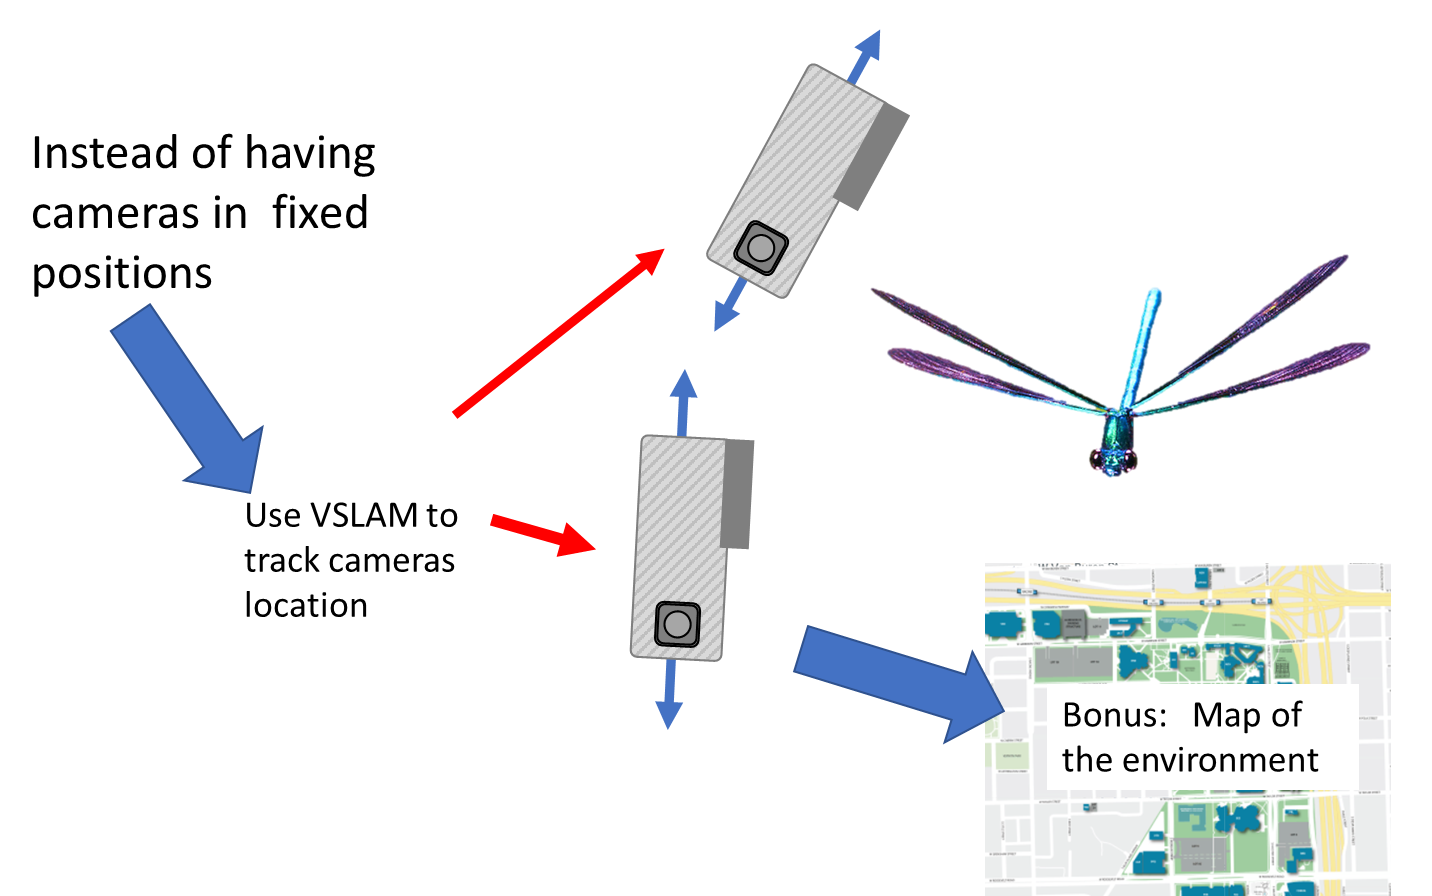 Instead of having
cameras in fixed
positions
Use VSLAM to
track cameras
location
Bonus: Map of
the environment